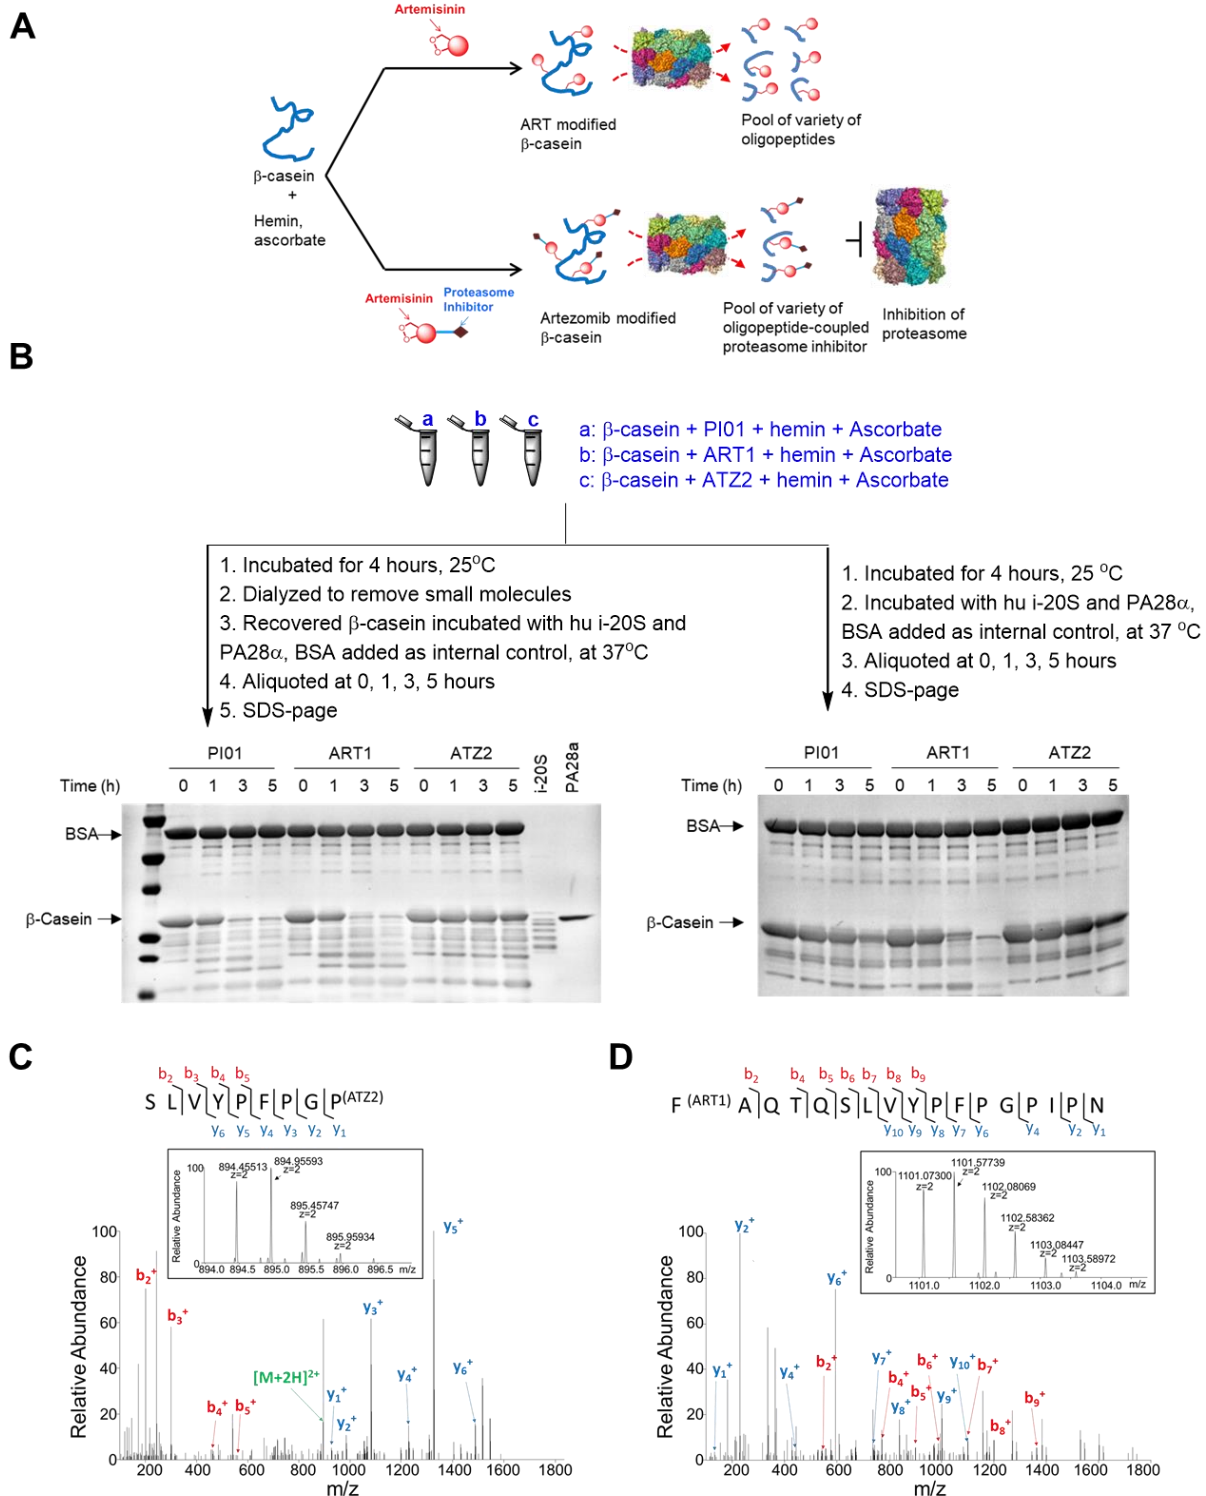 A
Artemisinin
β-casein
+
Hemin,
ascorbate
ART modified
β-casein
Pool of variety of
oligopeptides
Artemisinin
Proteasome
Inhibitor
Artezomib modified
β-casein
Pool of variety of
oligopeptide-coupled
proteasome inhibitor
Inhibition of
proteasome
B
a b c
a: β-casein + PI01 + hemin + Ascorbate
b: β-casein + ART1 + hemin + Ascorbate
c: β-casein + ATZ2 + hemin + Ascorbate
1. Incubated for 4 hours, 25°C
2. Dialyzed to remove small molecules
3. Recovered β-casein incubated with hu i-20S and
PA28α, BSA added as internal control, at 37°C
4. Aliquoted at 0, 1, 3, 5 hours
5. SDS-page
1. Incubated for 4 hours, 25 °C
2. Incubated with hu i-20S and PA28α,
BSA added as internal control, at 37 °C
3. Aliquoted at 0, 1, 3, 5 hours
4. SDS-page
PI01 ART1 ATZ2 i-20S PA28a
Time (h) 0 1 3 5 0 1 3 5 0 1 3 5
BSA
β-Casein
PI01 ART1 ATZ2
Time (h) 0 1 3 5 0 1 3 5 0 1 3 5
BSA
β-Casein
C
b2 b3 b4 b5
S L V Y P F P G P(ATZ2)
y6 y5 y4 y3 y2 y1
Relative Abundance
100
0
894.45513
z=2
894.95593
z=2
895.45747
z=2
895.95934
z=2
894.0 894.5 895.0 895.5 896.0 896.5 m/z
Relative Abundance
100
80
60
40
20
0
b2+
b3+
b4+
b5+
[M+2H]2+
y1+
y2+
y3+
y4+
y5+
y6+
200 400 600 800 1000 1200 1400 1600 1800
m/z
D
b2 b4 b5 b6 b7 b8 b9
F (ART1) A Q T Q S L V Y P F P G P I P N
y10 y9 y8 y7 y6 y4 y2 y1
Relative Abundance
100
0
1101.07300
z=2
1101.57739
z=2
1102.08069
z=2
1102.58362
z=2
1103.08447
z=2
1103.58972
z=2
1101.0 1102.0 1103.0 1104.0 m/z
Relative Abundance
100
80
60
40
20
0
y2+
y6+
y1+
y4+
b2+
y7+
b4+
y8+
b6+
b5+
y9+
y10+
b7+
b8+
b9+
200 400 600 800 1000 1200 1400 1600 1800
m/z